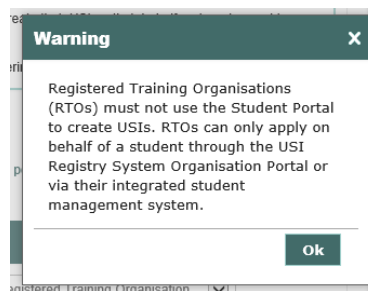 Warning
X
Registered Training Organisations
(RTOs) must not use the Student Portal
to create USIs. RTOs can only apply on
behalf of a student through the USI
Registry System Organisation Portal or
via their integrated student
management system.
Ok
Registered Training Organisation